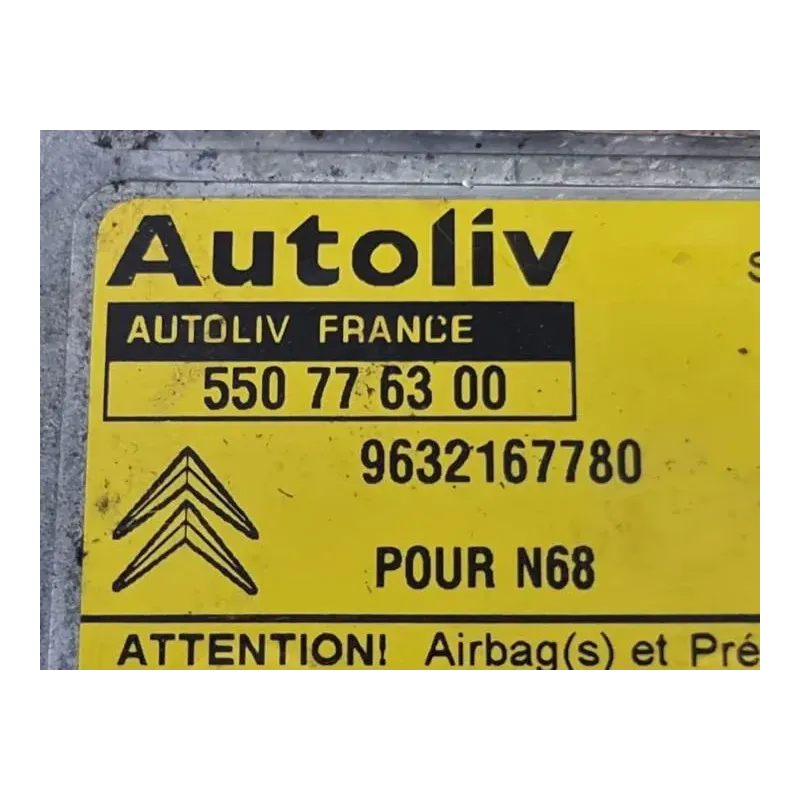 Autoliv
S
AUTOLIV FRANCE
550 77 63 00
9632167780
POUR N68
ATTENTION! Airbag(s) et Pré